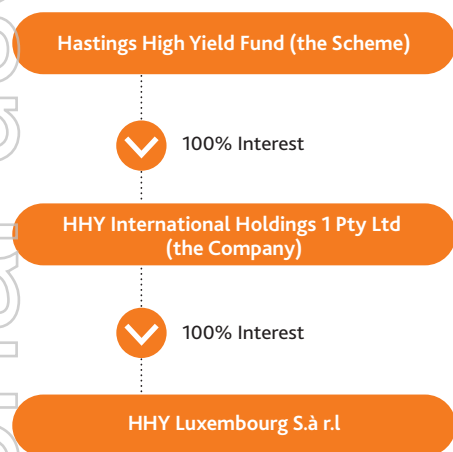 Hastings High Yield Fund (the Scheme)
100% Interest
HHY International Holdings 1 Pty Ltd
(the Company)
100% Interest
HHY Luxembourg S.à r.l